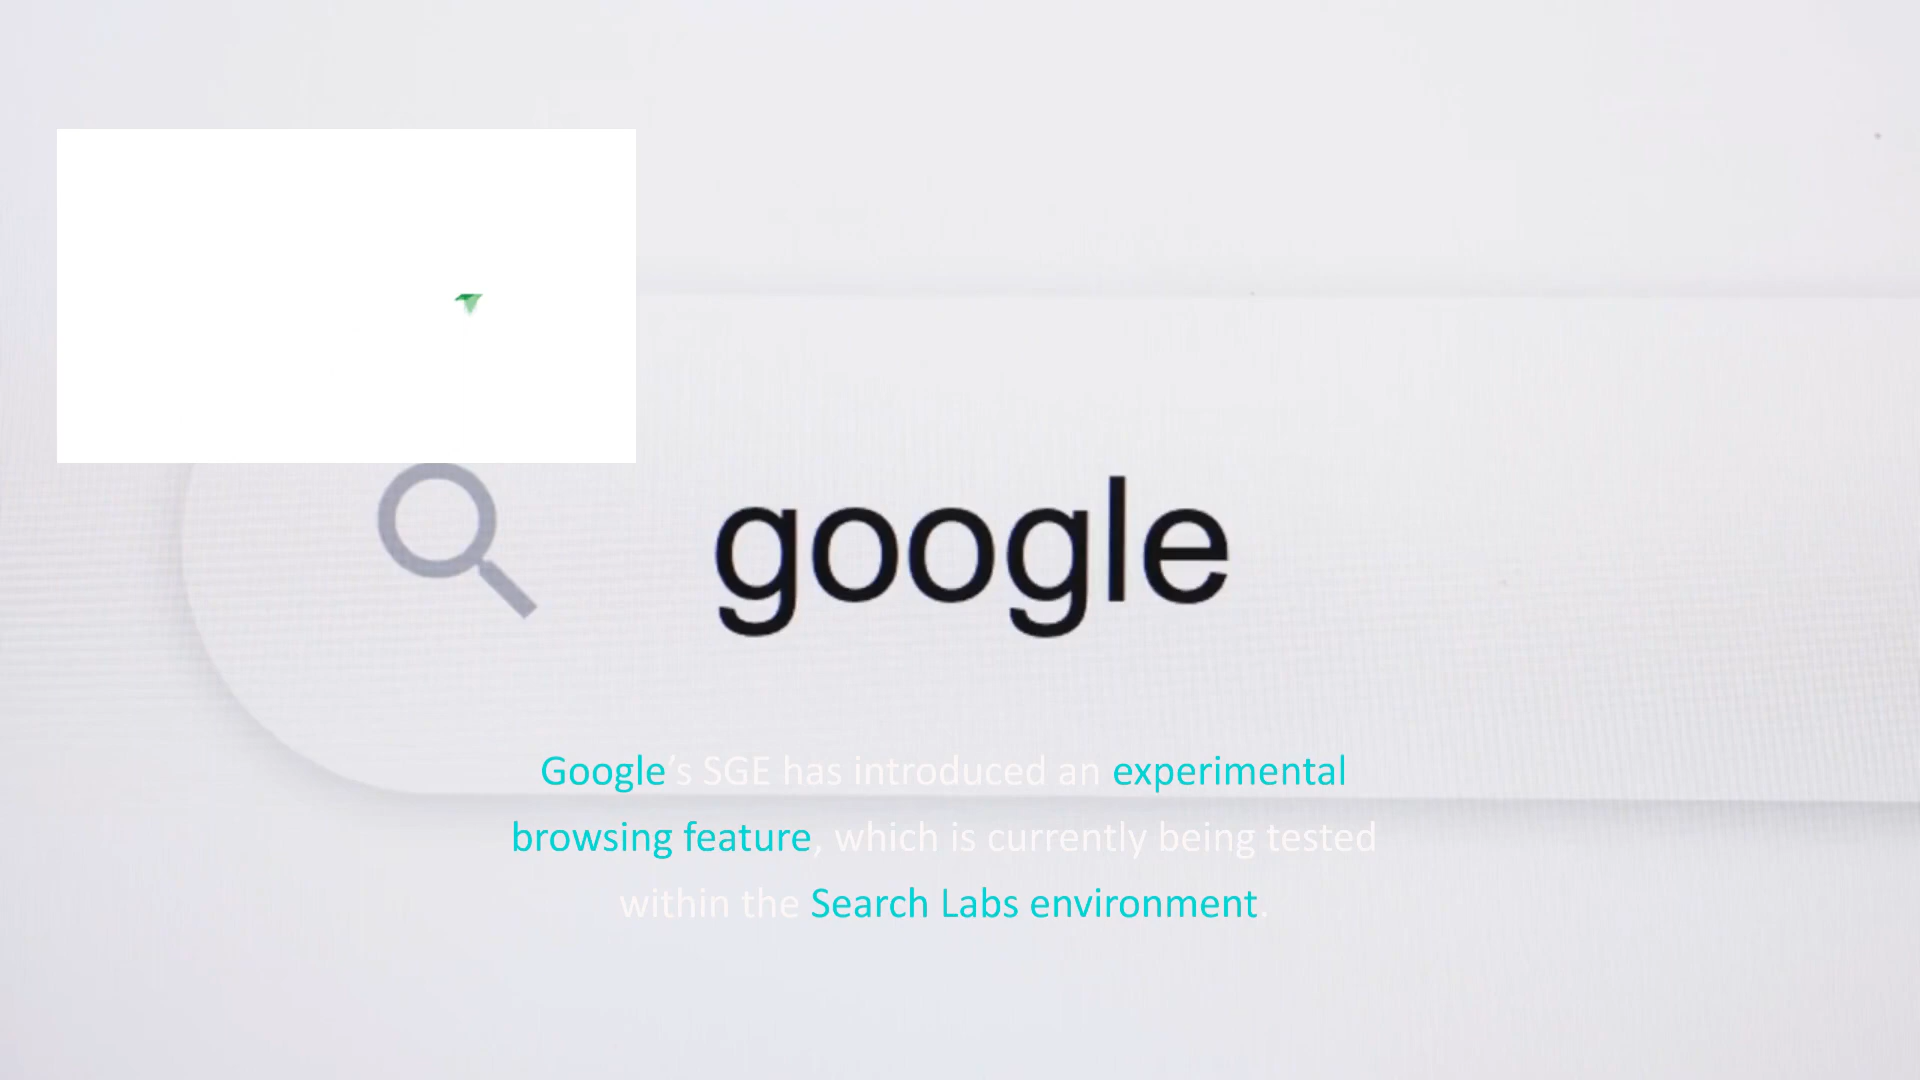 google
Google's SGE has introduced an experimental
browsing feature, which is currently being tested
within the Search Labs environment.